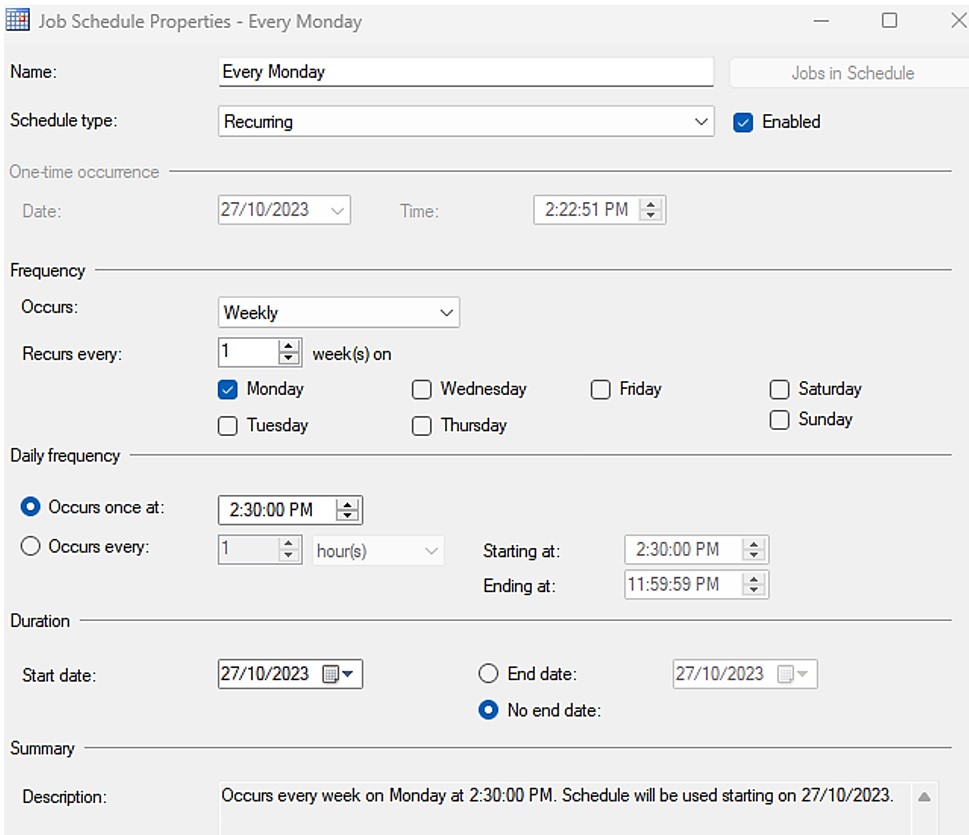 Job Schedule Properties - Every Monday
Name: Every Monday Jobs in Schedule
Schedule type: Recurring Enabled
One-time occurrence
Date: 27/10/2023 Time: 2:22:51 PM
Frequency
Occurs: Weekly
Recurs every: 1 week(s) on
Monday Wednesday Friday Saturday
Tuesday Thursday Sunday
Daily frequency
Occurs once at: 2:30:00 PM
Occurs every: 1 hour(s) Starting at: 2:30:00 PM
Ending at: 11:59:59 PM
Duration
Start date: 27/10/2023 End date: 27/10/2023
No end date:
Summary
Description: Occurs every week on Monday at 2:30:00 PM. Schedule will be used starting on 27/10/2023.